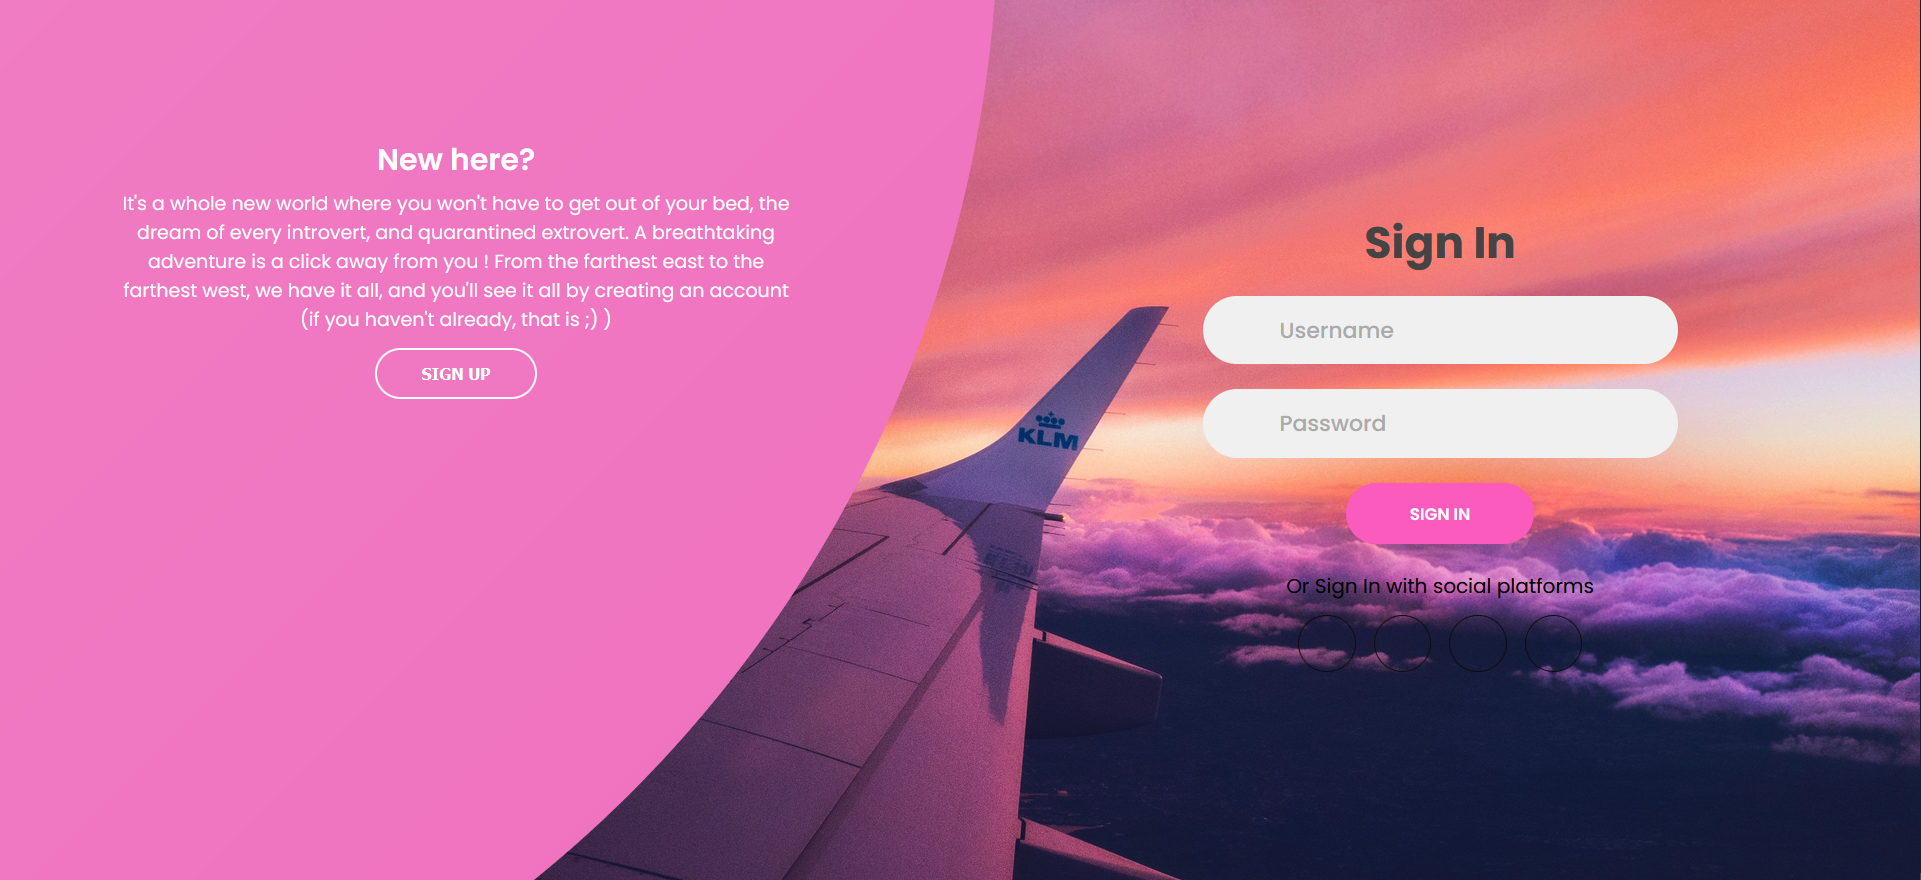 New here?
It's a whole new world where you won't have to get out of your bed, the
dream of every introvert, and quarantined extrovert. A breathtaking
adventure is a click away from you ! From the farthest east to the
farthest west, we have it all, and you'll see it all by creating an account
(if you haven't already, that is ;) )
SIGN UP
Sign In
Username
Password
SIGN IN
Or Sign In with social platforms
KLM